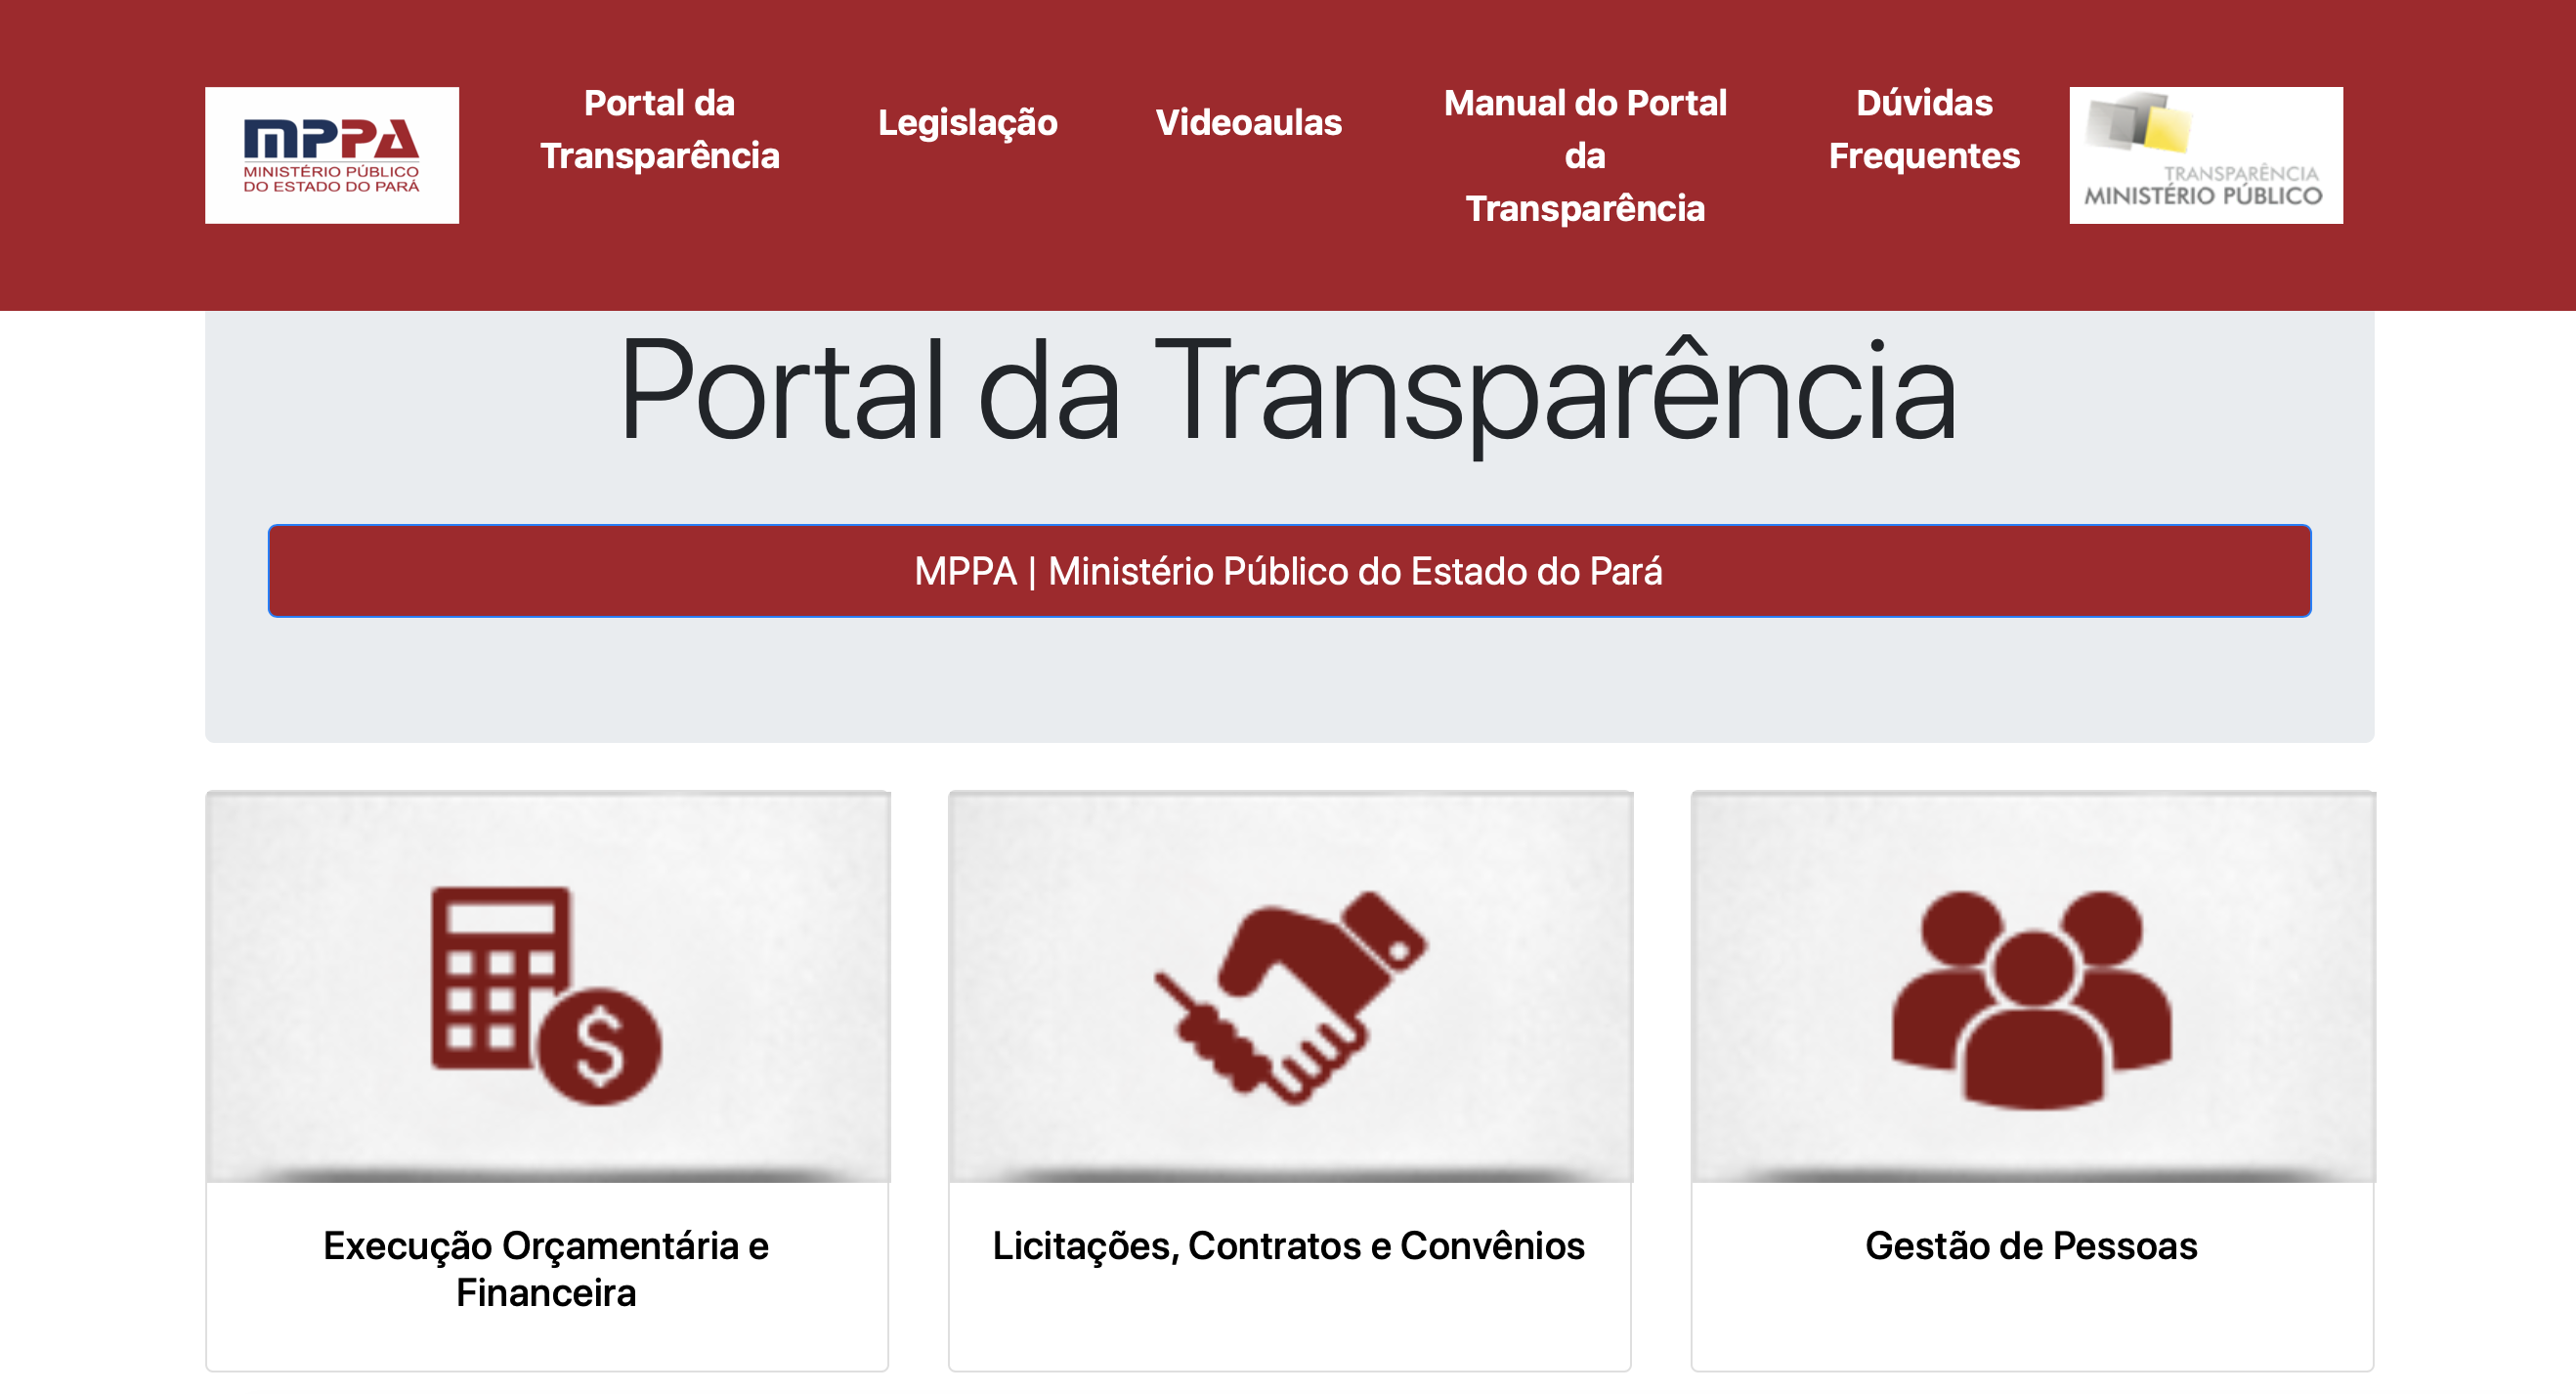 MPPA
MINISTÉRIO PÚBLICO
DO ESTADO DO PARÁ
Portal da
Transparência
Legislação
Videoaulas
Manual do Portal
da
Transparência
Dúvidas
Frequentes
TRANSPARÊNCIA
MINISTÉRIO PÚBLICO
Portal da Transparência
MPPA | Ministério Público do Estado do Pará
$
Execução Orçamentária e
Financeira
Licitações, Contratos e Convênios
Gestão de Pessoas